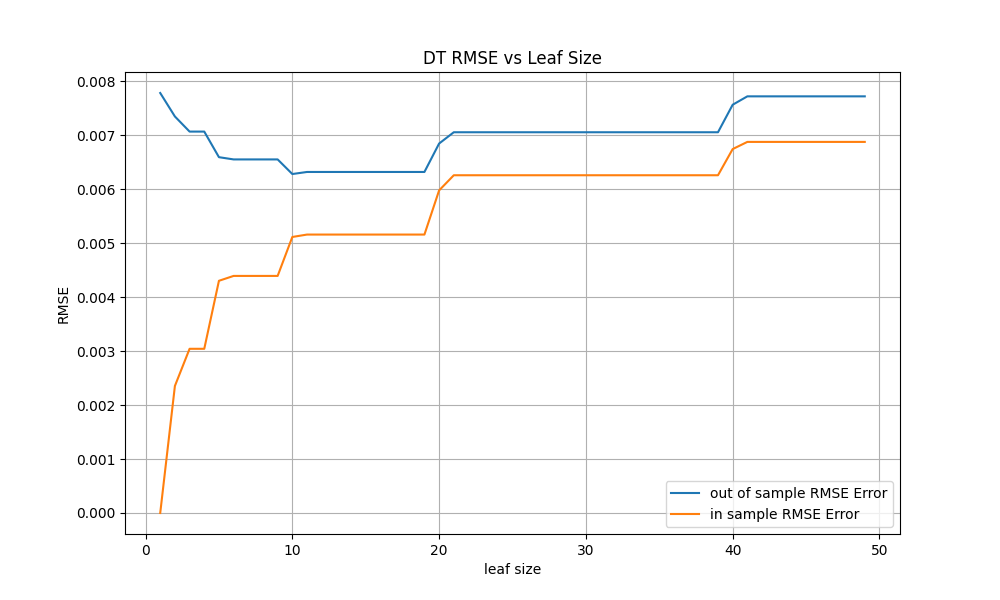 DT RMSE vs Leaf Size
0.008
0.007
0.006
0.005
0.004
0.003
0.002
0.001
0.000
RMSE
out of sample RMSE Error
in sample RMSE Error
0 10 20 30 40 50
leaf size